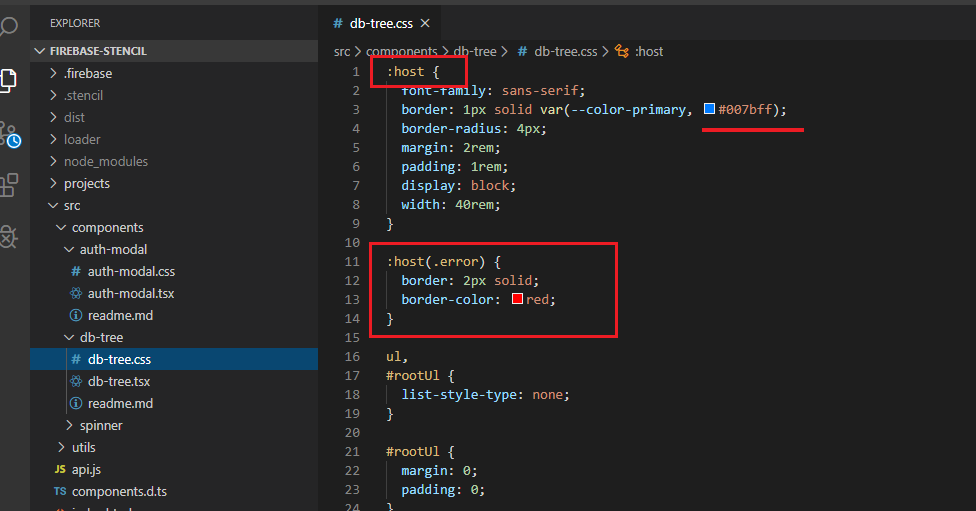 EXPLORER
FIREBASE-STENCIL
.firebase
.stencil
dist
loader
node_modules
projects
src
components
auth-modal
# auth-modal.css
auth-modal.tsx
readme.md
db-tree
# db-tree.css
db-tree.tsx
readme.md
spinner
utils
JS api.js
TS components.d.ts
# db-tree.css ×
src > components > db-tree > # db-tree.css > :host
1 :host {
2 font-family: sans-serif;
3 border: 1px solid var(--color-primary, #007bff);
4 border-radius: 4px;
5 margin: 2rem;
6 padding: 1rem;
7 display: block;
8 width: 40rem;
9 }
10
11 :host(.error) {
12 border: 2px solid;
13 border-color: red;
14 }
15
16 ul,
17 #rootUl {
18 list-style-type: none;
19 }
20
21 #rootUl {
22 margin: 0;
23 padding: 0;
24 }